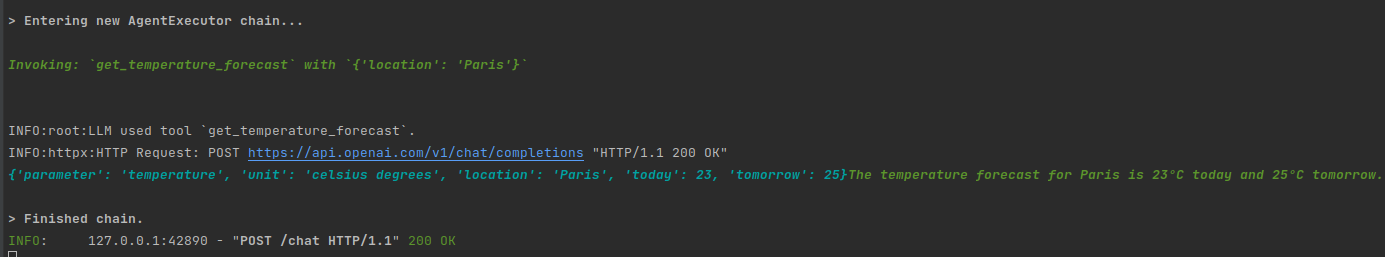 > Entering new AgentExecutor chain...
Invoking: `get_temperature_forecast` with `{'location': 'Paris'}`
INFO:root:LLM used tool `get_temperature_forecast`.
INFO:httpx:HTTP Request: POST https://api.openai.com/v1/chat/completions "HTTP/1.1 200 OK"
{'parameter': 'temperature', 'unit': 'celsius degrees', 'location': 'Paris', 'today': 23, 'tomorrow': 25}The temperature forecast for Paris is 23°C today and 25°C tomorrow.
> Finished chain.
INFO:     127.0.0.1:42890 - "POST /chat HTTP/1.1" 200 OK